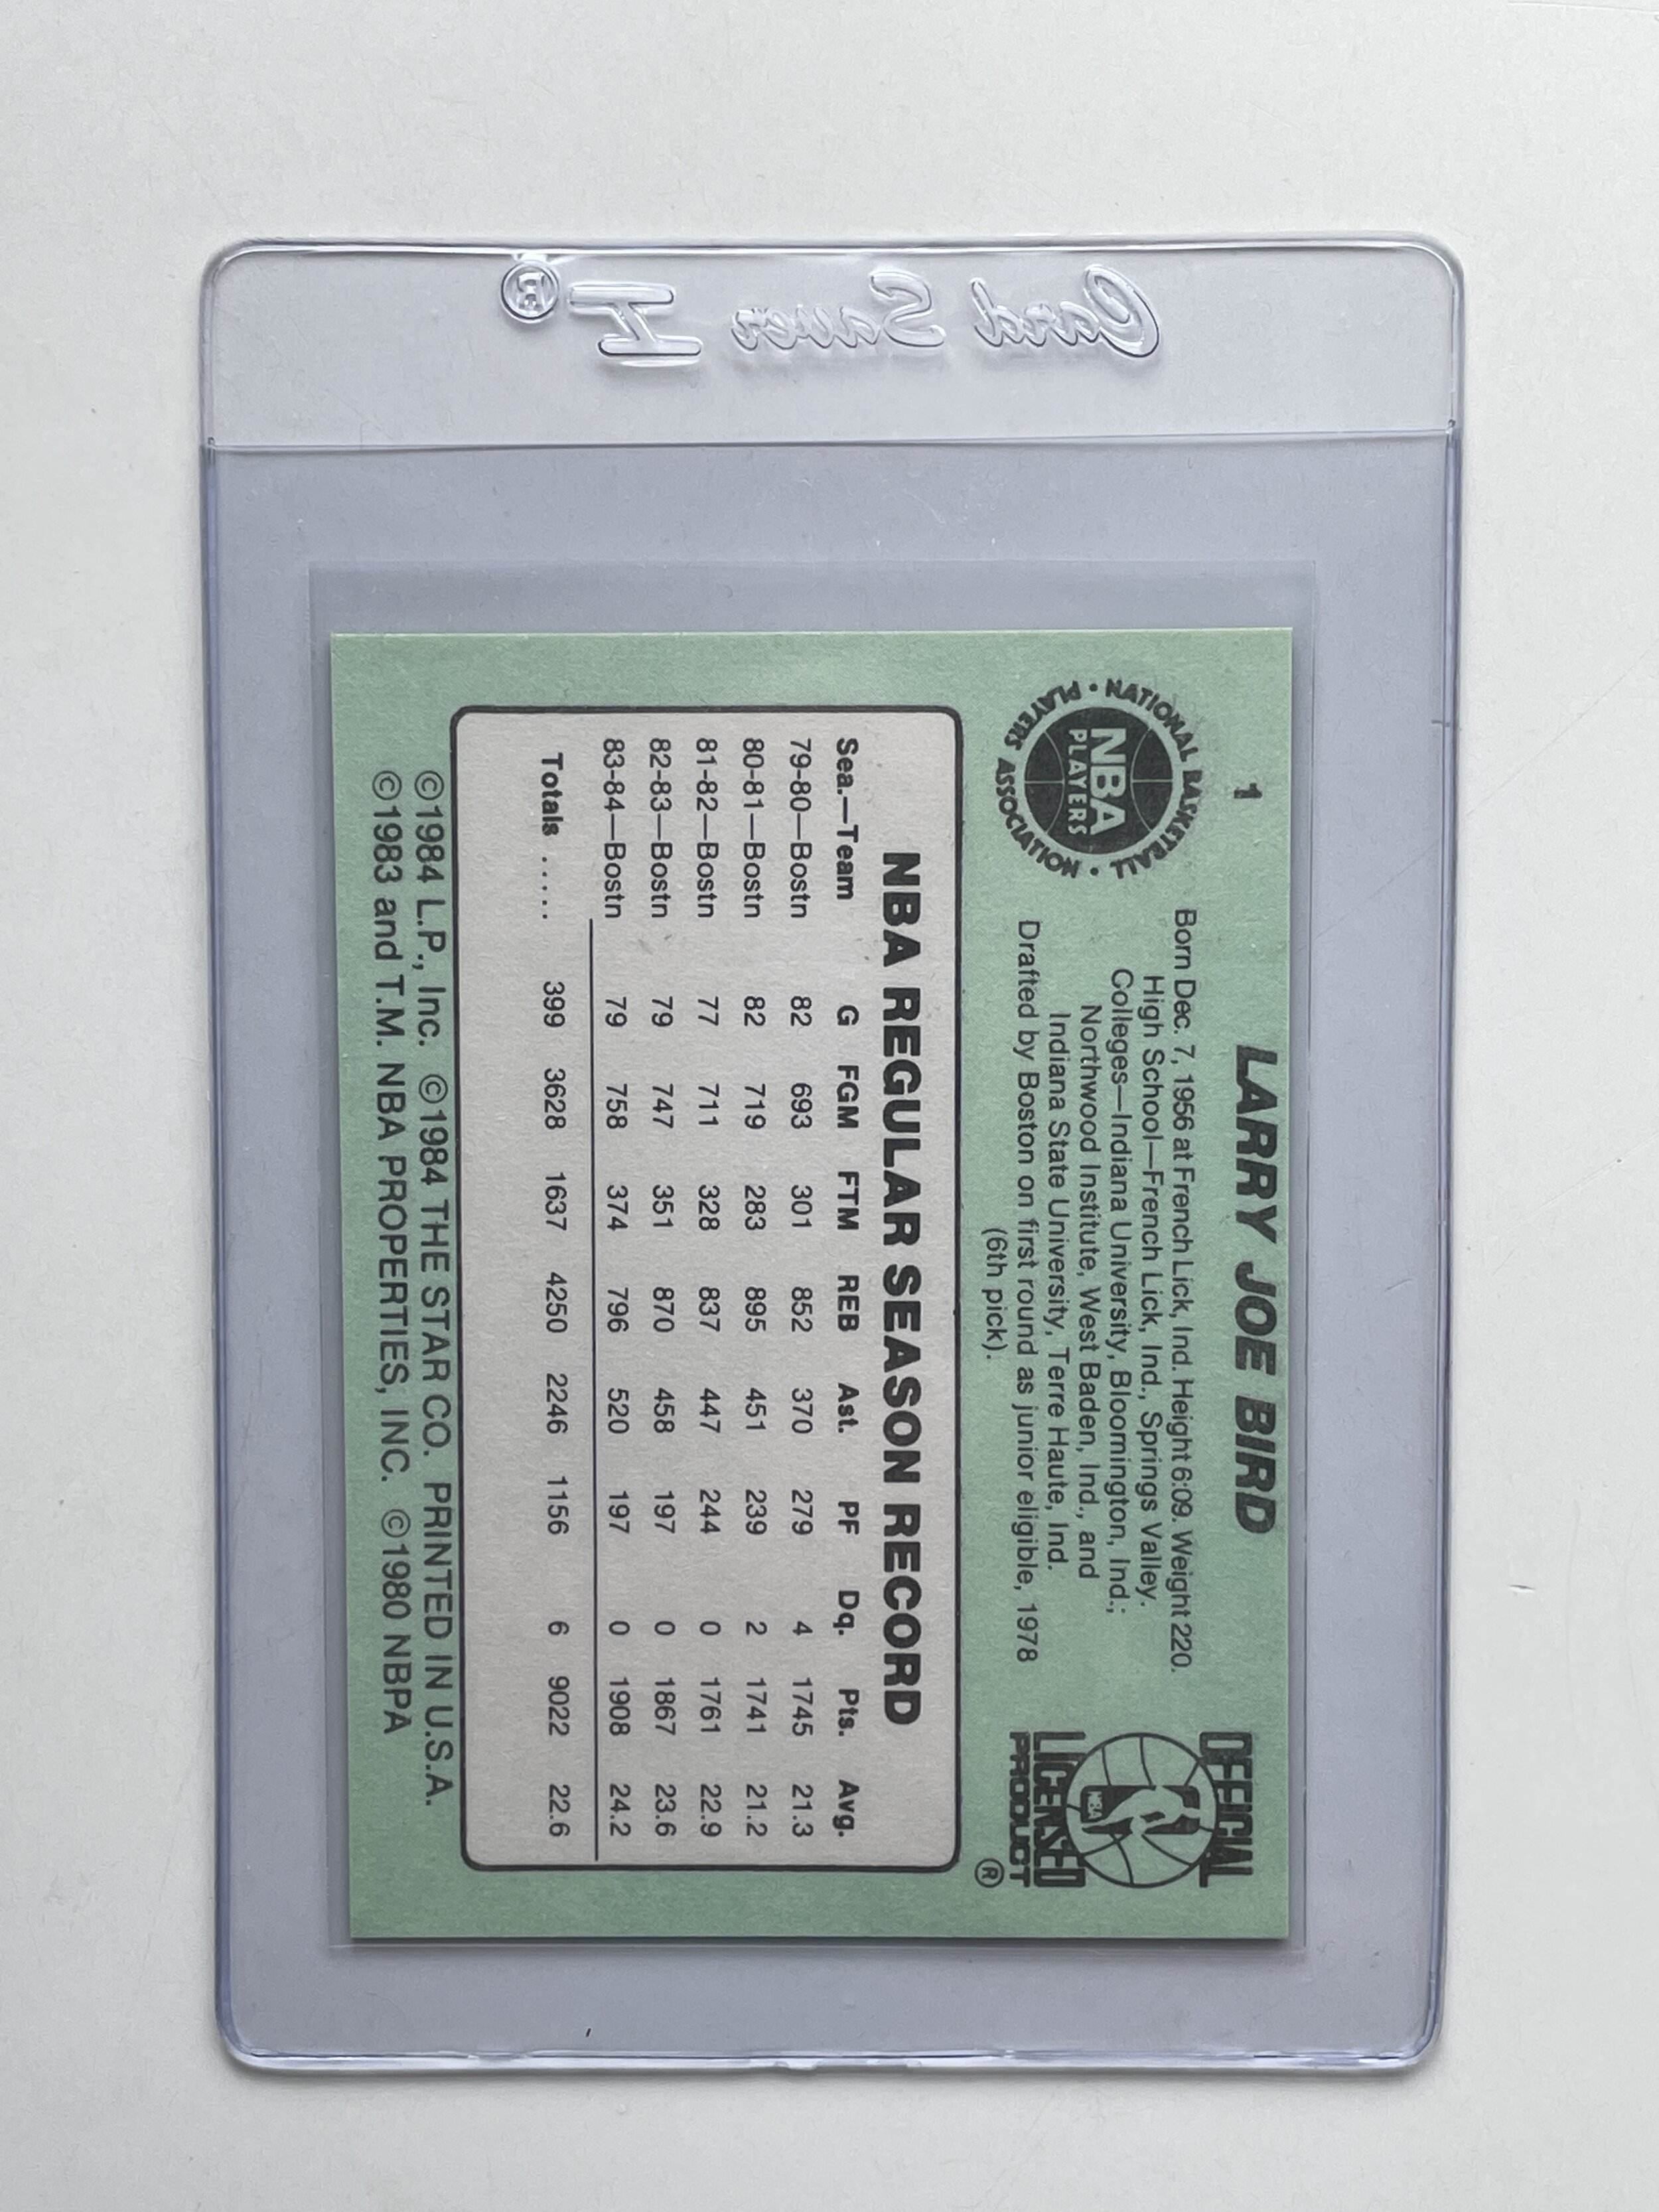 Card Saver I®
1
LARRY JOE BIRD
NATIONAL BASKETBALL
PLAYERS ASSOCIATION
NBA
PLAYERS
Born Dec. 7, 1956 at French Lick, Ind. Height 6:09. Weight 220.
High School—French Lick, Ind., Springs Valley.
Colleges—Indiana University, Bloomington, Ind.;
Northwood Institute, West Baden, Ind., and
Indiana State University, Terre Haute, Ind.
Drafted by Boston on first round as junior eligible, 1978
(6th pick).
OFFICIAL
NBA
LICENSED
PRODUCT
®
NBA REGULAR SEASON RECORD
Sea.—Team G FGM FTM REB Ast. PF Dq. Pts. Avg.
79-80—Bostn 82 693 301 852 370 279 4 1745 21.3
80-81—Bostn 82 719 283 895 451 239 2 1741 21.2
81-82—Bostn 77 711 328 837 447 244 0 1761 22.9
82-83—Bostn 79 747 351 870 458 197 0 1867 23.6
83-84—Bostn 79 758 374 796 520 197 0 1908 24.2
Totals ..... 399 3628 1637 4250 2246 1156 6 9022 22.6
©1984 L.P., Inc. ©1984 THE STAR CO. PRINTED IN U.S.A.
©1983 and T.M. NBA PROPERTIES, INC. ©1980 NBPA